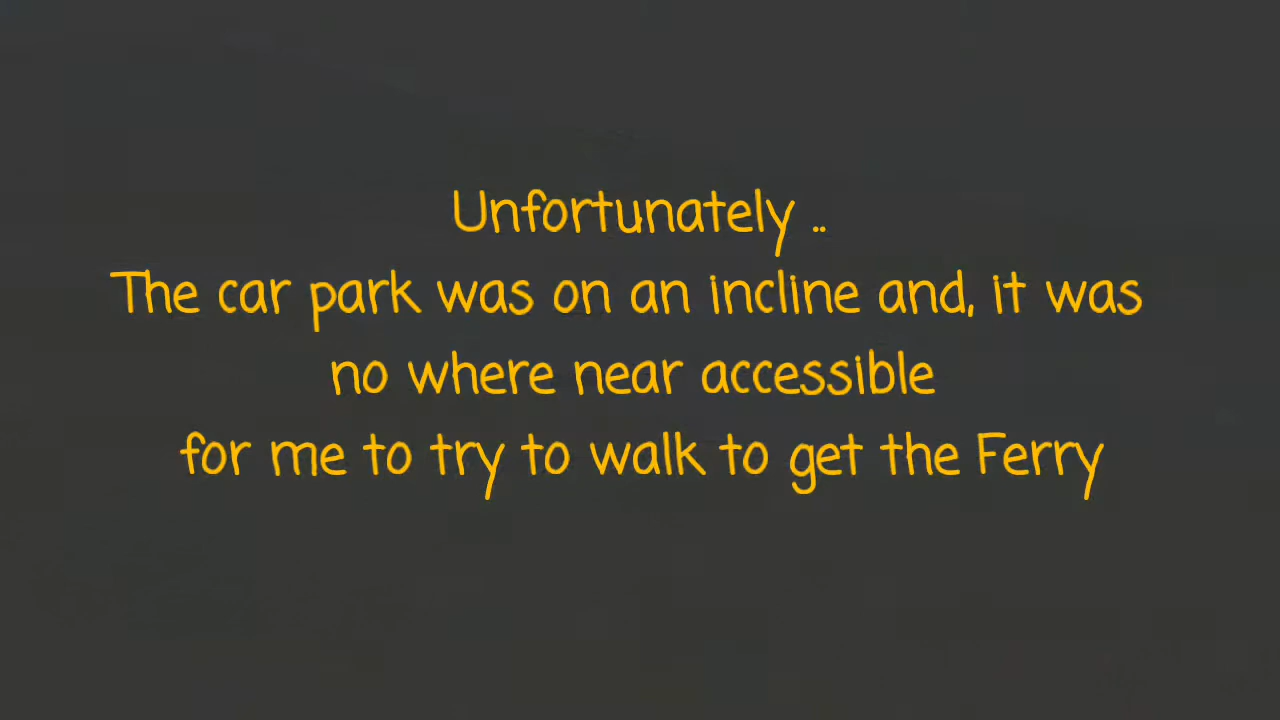 Unfortunately ..
The car park was on an incline and, it was
no where near accessible
for me to try to walk to get the Ferry